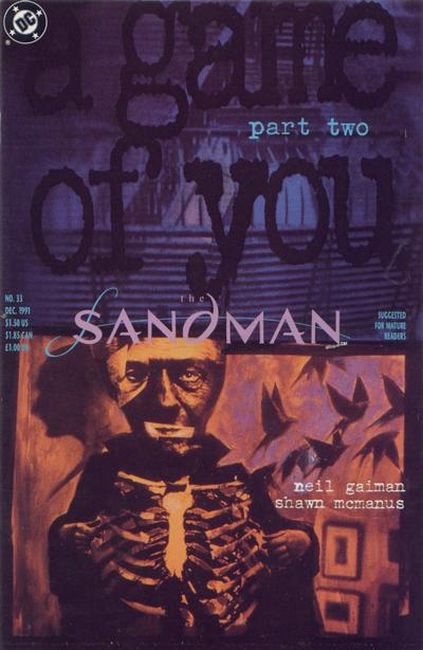 DC
®
a game
part two
of you
NO. 33
DEC. 1991
$1.50 US
$1.85 CAN
£1.00 UK
the
SANDMAN
SUGGESTED
FOR MATURE
READERS
neil gaiman
shawn mcmanus